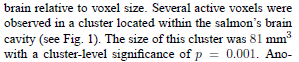 brain relative to voxel size. Several active voxels were
observed in a cluster located within the salmon's brain
cavity (see Fig. 1). The size of this cluster was 81 mm³
with a cluster-level significance of p = 0.001. Ano-